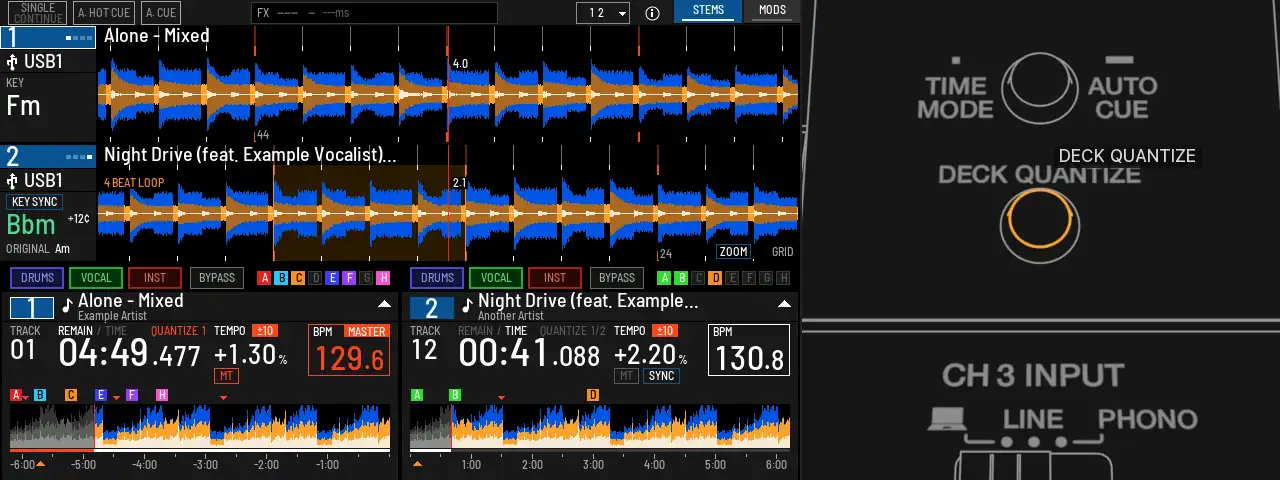 SINGLE
CONTINUE
A. HOT CUE
A. CUE
FX --- - ---ms
1 2
STEMS
MODS
1
Alone - Mixed
USB1
KEY
Fm
4.0
44
2
Night Drive (feat. Example Vocalist)...
USB1
4 BEAT LOOP
2.1
KEY SYNC
Bbm +12¢
ORIGINAL Am
24
ZOOM
GRID
DRUMS VOCAL INST BYPASS A B C D E F G H
DRUMS VOCAL INST BYPASS A B C D E F G H
1
Alone - Mixed
Example Artist
TRACK
01
REMAIN / TIME
QUANTIZE 1
04:49.477
TEMPO ±10
+1.30%
MT
BPM MASTER
129.6
A B C E F H
-6:00 -5:00 -4:00 -3:00 -2:00 -1:00
2
Night Drive (feat. Example...
Another Artist
TRACK
12
REMAIN / TIME
QUANTIZE 1/2
00:41.088
TEMPO ±10
+2.20%
MT SYNC
BPM
130.8
A B D
1:00 2:00 3:00 4:00 5:00 6:00
TIME
MODE
AUTO
CUE
DECK QUANTIZE
DECK QUANTIZE
CH 3 INPUT
LINE
PHONO